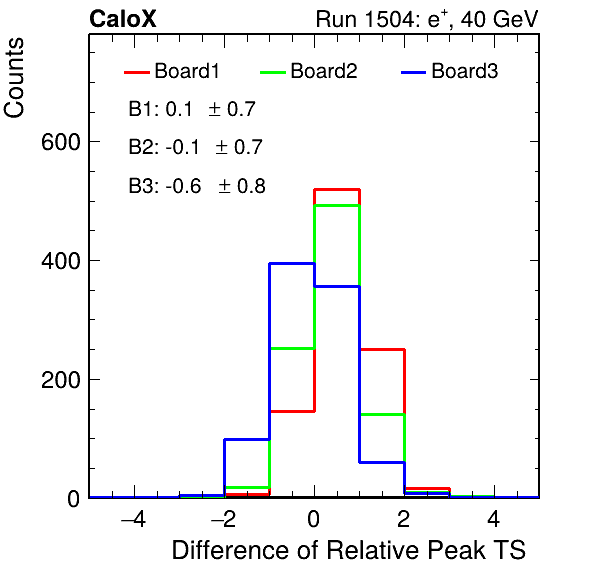 CaloX Run 1504: e⁺, 40 GeV
Counts
Board1 Board2 Board3
B1: 0.1 ± 0.7
B2: -0.1 ± 0.7
B3: -0.6 ± 0.8
600
400
200
0
−4 −2 0 2 4
Difference of Relative Peak TS